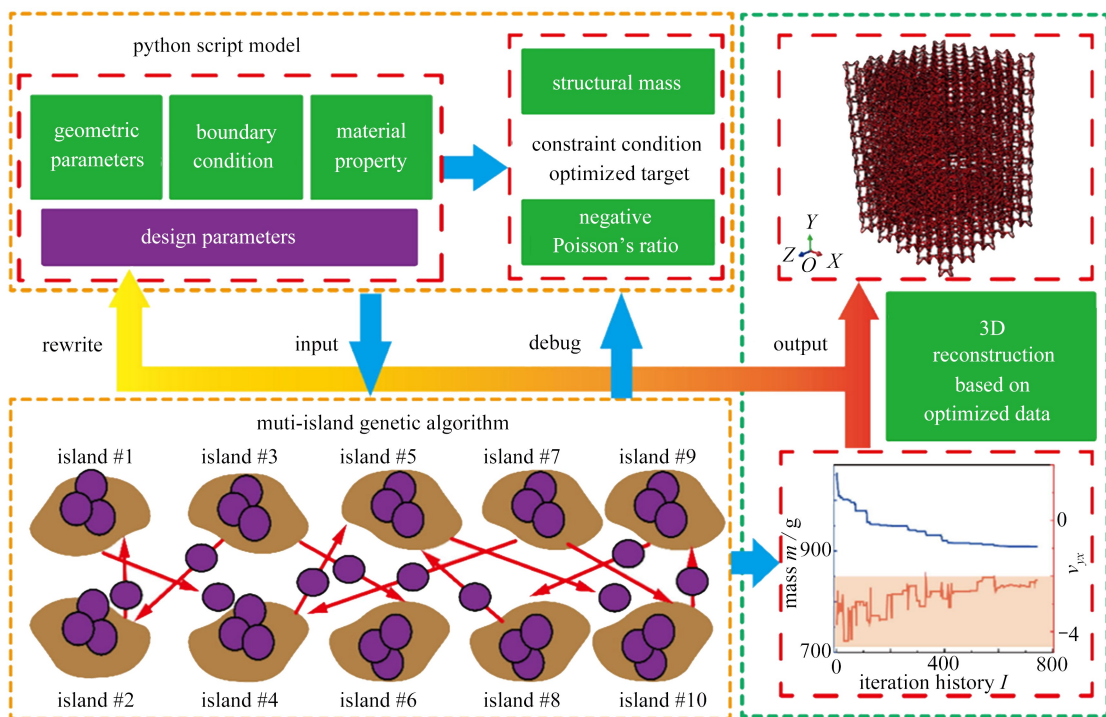 python script model
geometric
parameters
boundary
condition
material
property
design parameters
structural mass
constraint condition
optimized target
negative
Poisson's ratio
Y
Z
O
X
rewrite
input
debug
output
3D
reconstruction
based on
optimized data
muti-island genetic algorithm
island #1
island #3
island #5
island #7
island #9
island #2
island #4
island #6
island #8
island #10
mass m / g
900
700
0
−4
ν_yx
0
400
800
iteration history I